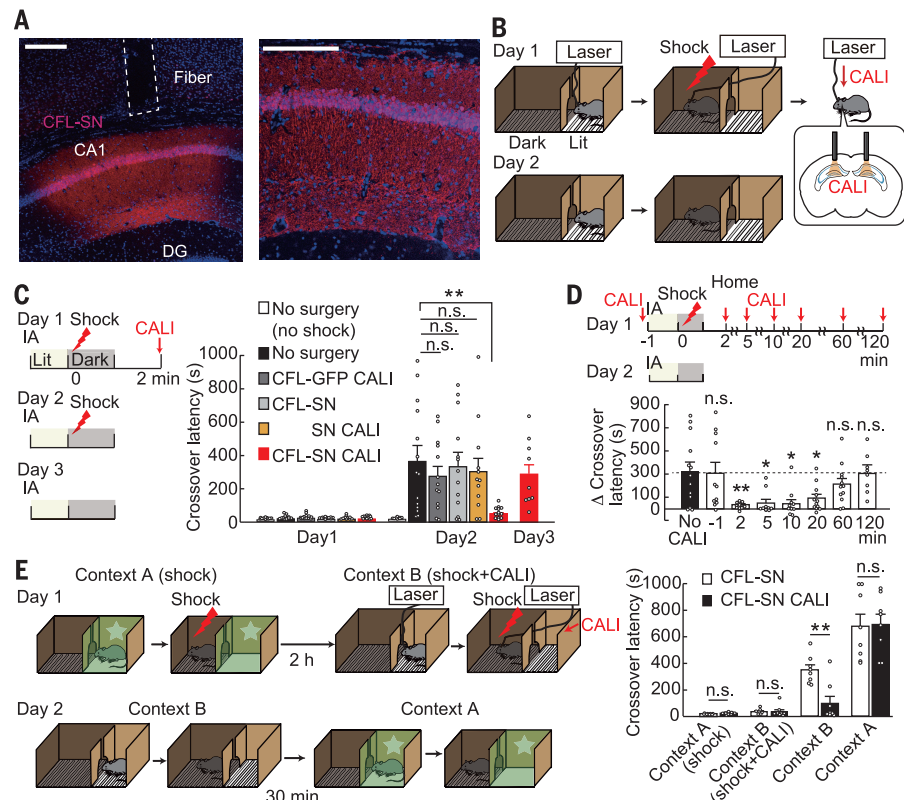 A
Fiber
CFL-SN
CA1
DG
B
Day 1
Laser
Shock
Laser
Laser
CALI
Dark
Lit
Day 2
CALI
C
Day 1
Shock
IA
CALI
Lit
Dark
0
2 min
Day 2
IA
Shock
Day 3
IA
No surgery
(no shock)
No surgery
CFL-GFP CALI
CFL-SN
SN CALI
CFL-SN CALI
**
n.s.
n.s.
n.s.
Crossover latency (s)
1000
800
600
400
200
0
Day1
Day2
Day3
D
Home
CALI
IA
Shock
CALI
Day 1
-1
0
2
5
10
20
60
120
min
Day 2
IA
Δ Crossover
latency (s)
900
600
300
0
n.s.
**
*
*
*
n.s.
n.s.
No
CALI
-1
2
5
10
20
60
120
min
E
Context A (shock)
Context B (shock+CALI)
Day 1
Shock
Laser
Shock
Laser
CALI
2 h
Day 2
Context B
Context A
30 min
Crossover latency (s)
1000
800
600
400
200
0
CFL-SN
CFL-SN CALI
n.s.
n.s.
**
n.s.
Context A
(shock)
Context B
(shock+CALI)
Context B
Context A